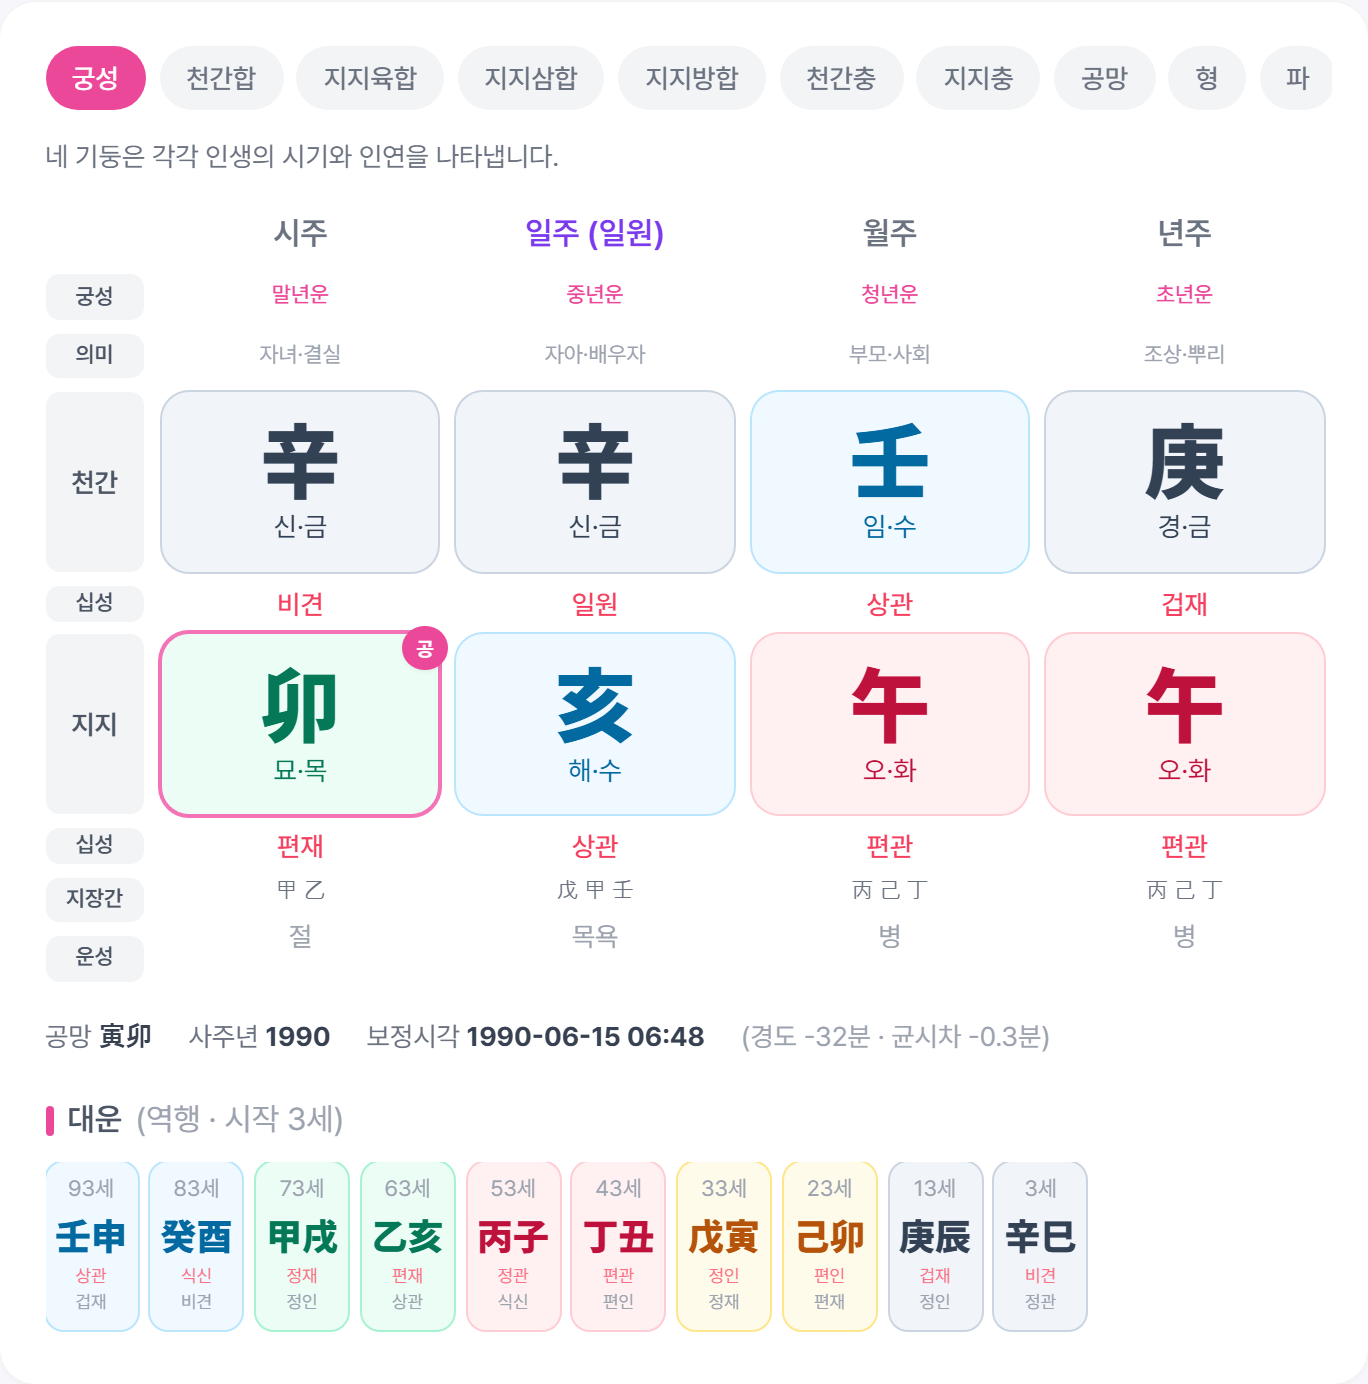 궁성 천간합 지지육합 지지삼합 지지방합 천간충 지지충 공망 형 파
네 기둥은 각각 인생의 시기와 인연을 나타냅니다.
시주 일주 (일원) 월주 년주
궁성 말년운 중년운 청년운 초년운
의미 자녀·결실 자아·배우자 부모·사회 조상·뿌리
천간 辛 辛 壬 庚
신·금 신·금 임·수 경·금
십성 비견 일원 상관 겁재
공
지지 卯 亥 午 午
묘·목 해·수 오·화 오·화
십성 편재 상관 편관 편관
지장간 甲 乙 戊 甲 壬 丙 己 丁 丙 己 丁
운성 절 목욕 병 병
공망 寅卯 사주년 1990 보정시각 1990-06-15 06:48 (경도 -32분 · 균시차 -0.3분)
대운 (역행 · 시작 3세)
93세 83세 73세 63세 53세 43세 33세 23세 13세 3세
壬申 癸酉 甲戌 乙亥 丙子 丁丑 戊寅 己卯 庚辰 辛巳
상관 식신 정재 편재 정관 편관 정인 편인 겁재 비견
겁재 비견 정인 상관 식신 편인 정재 편재 정인 정관